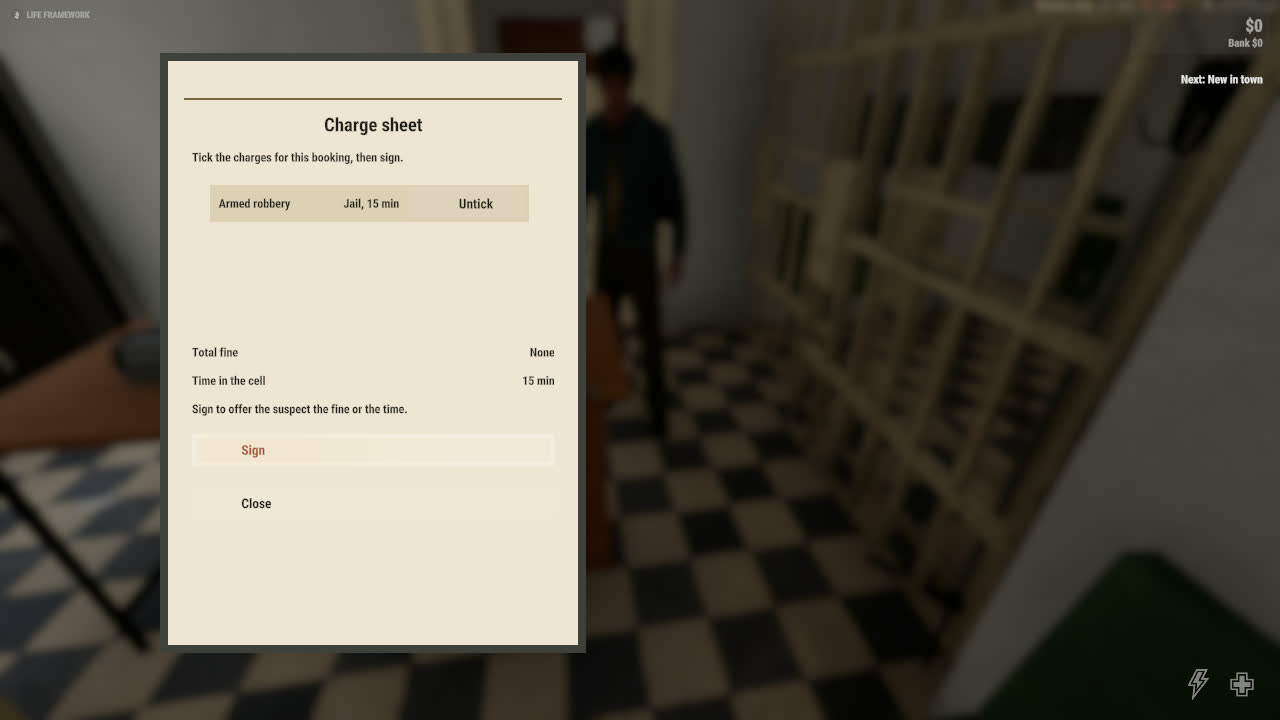 LIFE FRAMEWORK
$0
Bank $0
Next: New in town
Charge sheet
Tick the charges for this booking, then sign.
Armed robbery Jail, 15 min Untick
Total fine None
Time in the cell 15 min
Sign to offer the suspect the fine or the time.
Sign
Close